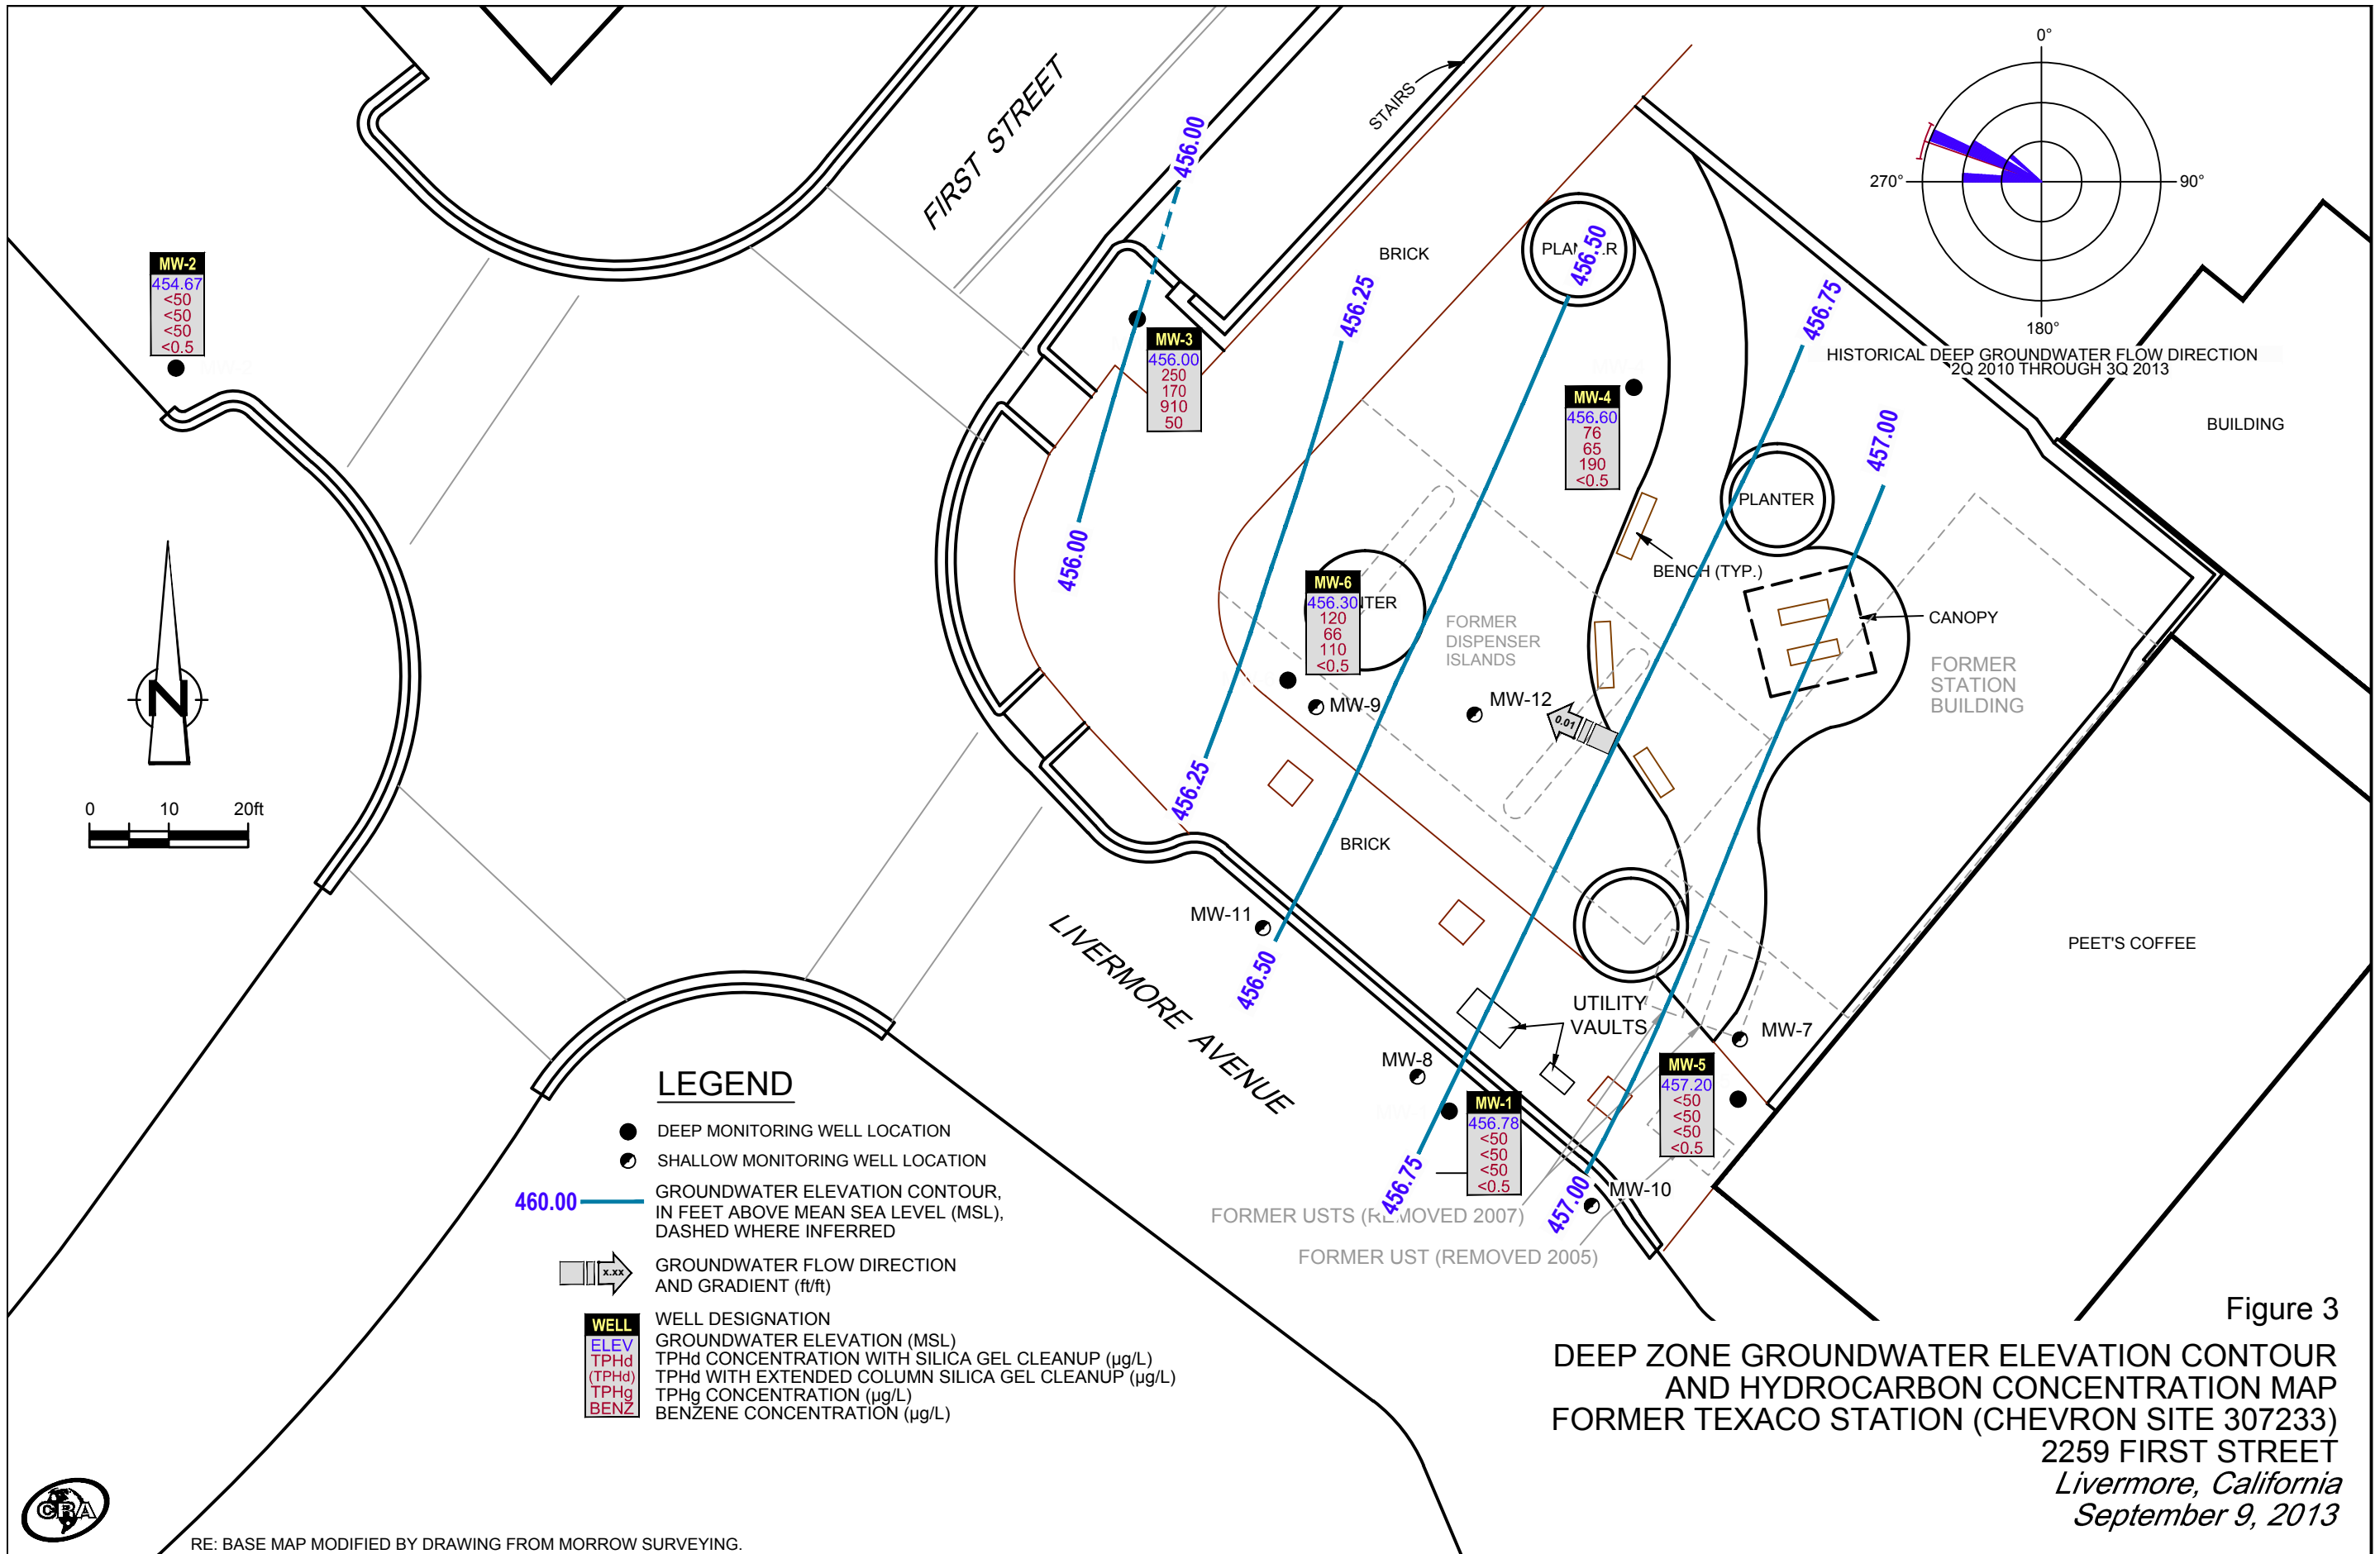 0°
270°
90°
180°
HISTORICAL DEEP GROUNDWATER FLOW DIRECTION
2Q 2010 THROUGH 3Q 2013
FIRST STREET
STAIRS
456.00
456.25
456.50
456.75
457.00
BRICK
BUILDING
MW-2
454.67
<50
<50
<50
<0.5
MW-3
456.00
250
170
910
50
MW-4
456.60
76
65
190
<0.5
PLANTER
BENCH (TYP.)
CANOPY
FORMER
STATION
BUILDING
FORMER
DISPENSER
ISLANDS
MW-6
456.30
120
66
110
<0.5
MW-9
MW-12
0.01
456.00
456.25
N
0 10 20ft
BRICK
MW-11
456.50
LIVERMORE AVENUE
PEET'S COFFEE
UTILITY
VAULTS
MW-7
MW-8
MW-5
457.20
<50
<50
<50
<0.5
MW-1
456.78
<50
<50
<50
<0.5
456.75
457.00
MW-10
FORMER USTS (REMOVED 2007)
FORMER UST (REMOVED 2005)
LEGEND
DEEP MONITORING WELL LOCATION
SHALLOW MONITORING WELL LOCATION
460.00
GROUNDWATER ELEVATION CONTOUR,
IN FEET ABOVE MEAN SEA LEVEL (MSL),
DASHED WHERE INFERRED
x.xx
GROUNDWATER FLOW DIRECTION
AND GRADIENT (ft/ft)
WELL WELL DESIGNATION
ELEV GROUNDWATER ELEVATION (MSL)
TPHd TPHd CONCENTRATION WITH SILICA GEL CLEANUP (µg/L)
(TPHd) TPHd WITH EXTENDED COLUMN SILICA GEL CLEANUP (µg/L)
TPHg TPHg CONCENTRATION (µg/L)
BENZ BENZENE CONCENTRATION (µg/L)
Figure 3
DEEP ZONE GROUNDWATER ELEVATION CONTOUR
AND HYDROCARBON CONCENTRATION MAP
FORMER TEXACO STATION (CHEVRON SITE 307233)
2259 FIRST STREET
Livermore, California
September 9, 2013
CRA
RE: BASE MAP MODIFIED BY DRAWING FROM MORROW SURVEYING.